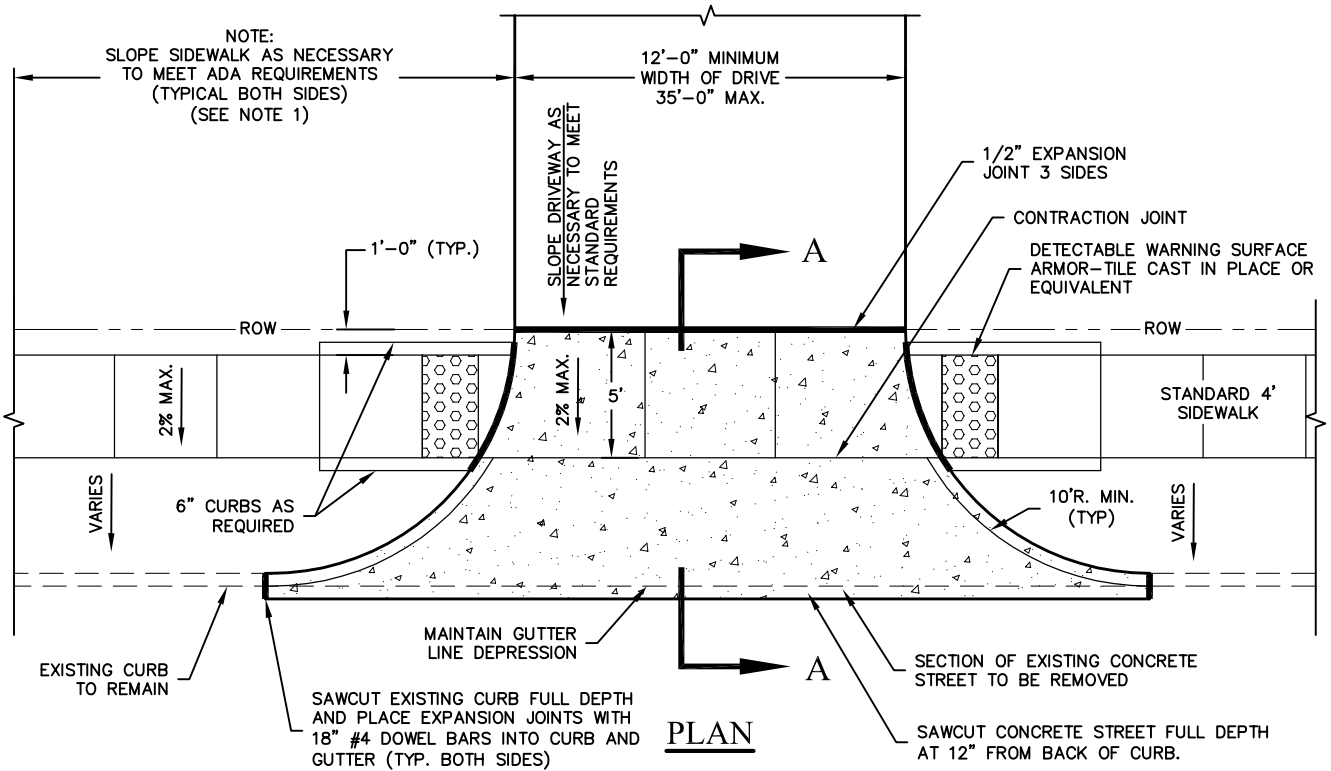 NOTE:
SLOPE SIDEWALK AS NECESSARY
TO MEET ADA REQUIREMENTS
(TYPICAL BOTH SIDES)
(SEE NOTE 1)
12'-0" MINIMUM
WIDTH OF DRIVE
35'-0" MAX.
SLOPE DRIVEWAY AS
NECESSARY TO MEET
STANDARD
REQUIREMENTS
1/2" EXPANSION
JOINT 3 SIDES
CONTRACTION JOINT
DETECTABLE WARNING SURFACE
ARMOR-TILE CAST IN PLACE OR
EQUIVALENT
1'-0" (TYP.)
A
ROW
ROW
2% MAX.
2% MAX.
5'
STANDARD 4'
SIDEWALK
VARIES
6" CURBS AS
REQUIRED
10'R. MIN.
(TYP)
VARIES
EXISTING CURB
TO REMAIN
MAINTAIN GUTTER
LINE DEPRESSION
A
SECTION OF EXISTING CONCRETE
STREET TO BE REMOVED
SAWCUT EXISTING CURB FULL DEPTH
AND PLACE EXPANSION JOINTS WITH
18" #4 DOWEL BARS INTO CURB AND
GUTTER (TYP. BOTH SIDES)
PLAN
SAWCUT CONCRETE STREET FULL DEPTH
AT 12" FROM BACK OF CURB.